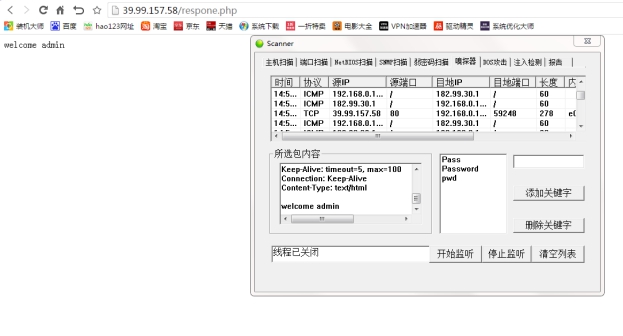 39.99.157.58/respone.php
装机大师 百度 hao123网址 淘宝 京东 天猫 系统下载 一折特卖 电影大全 VPN加速器 驱动精灵 系统优化大师
welcome admin
Scanner
主机扫描 端口扫描 NetBIOS扫描 SNMP扫描 弱密码扫描 嗅探器 DOS攻击 注入检测 报告
时间 协议 源IP 源端口 目地IP 目地端口 长度 内
14:5... ICMP 192.168.0.1... / 182.99.30.1 / 60
14:5... ICMP 182.99.30.1 / 192.168.0.1... / 60
14:5... TCP 39.99.157.58 80 192.168.0.1... 59248 278
14:5... ICMP 192.168.0.1... / 182.99.30.1 / 60
所选包内容
Keep-Alive: timeout=5, max=100
Connection: Keep-Alive
Content-Type: text/html
welcome admin
Pass
Password
pwd
添加关键字
删除关键字
线程已关闭
开始监听 停止监听 清空列表